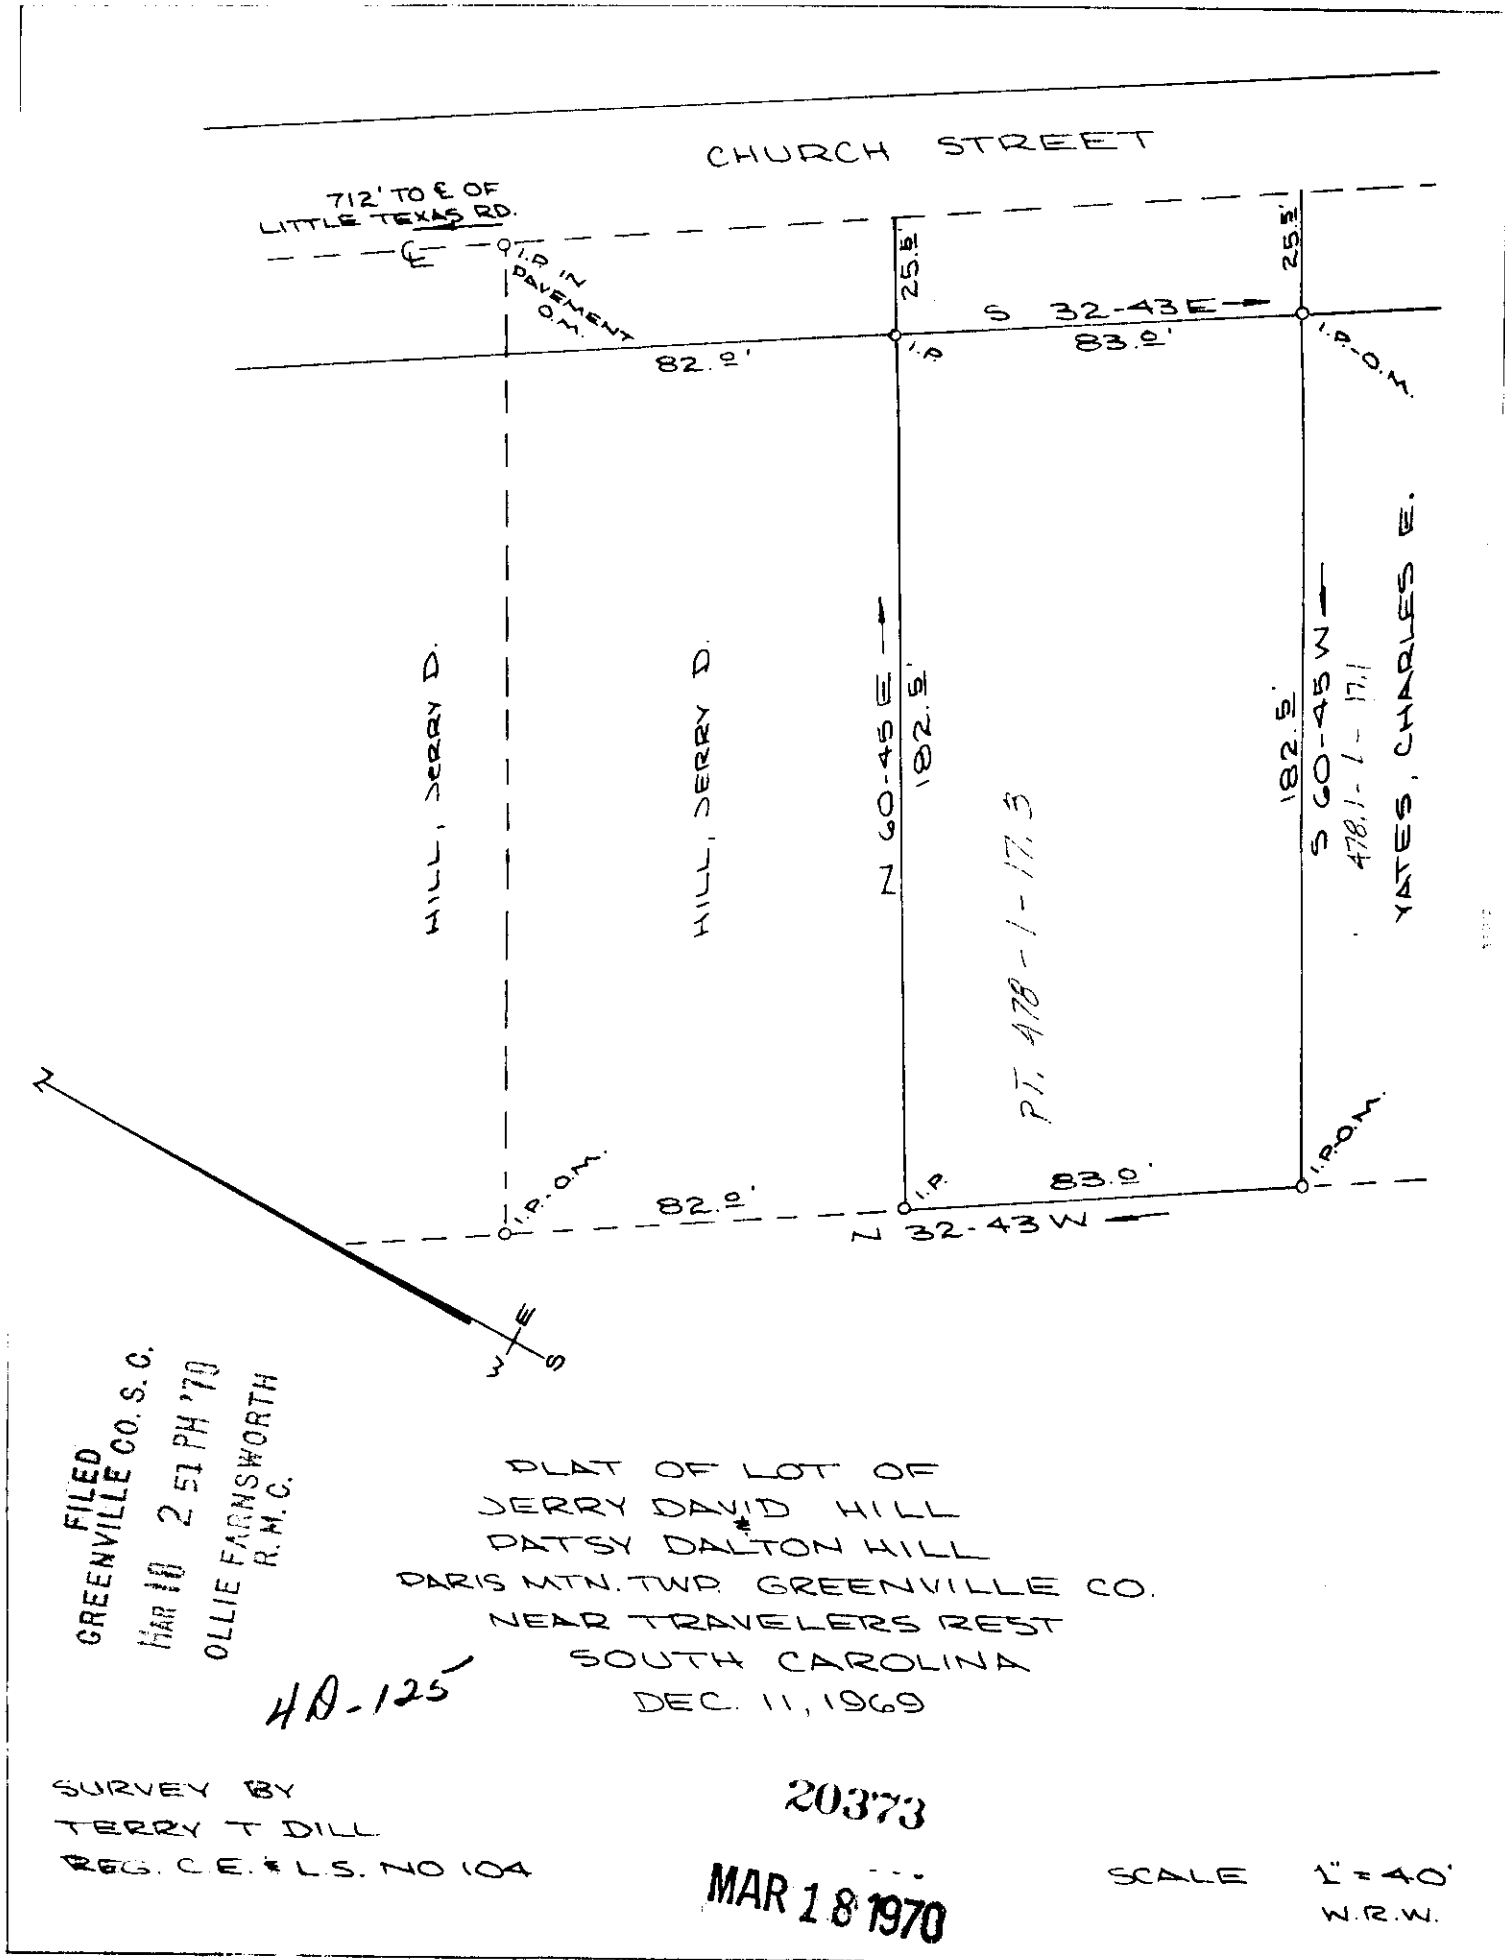 CHURCH STREET
712' TO ℄ OF
LITTLE TEXAS RD.
℄
I.P. IN
PAVEMENT
O.M.
25.5'
25.5'
S 32-43 E
82.0'
I.P.
83.0'
I.P.-O.M.
HILL, JERRY D.
HILL, JERRY D.
N 60-45 E
182.5'
PT. 478-1-17.3
182.5'
S 60-45 W
478.1-1-17.1
YATES, CHARLES E.
N
I.P.-O.M.
82.0'
I.P.
83.0'
I.P.-O.M.
N 32-43 W
E
W
S
FILED
GREENVILLE CO. S. C.
MAR 10 2 51 PH '70
OLLIE FARNSWORTH
R. M. C.
PLAT OF LOT OF
JERRY DAVID HILL
&
PATSY DALTON HILL
PARIS MTN. TWP. GREENVILLE CO.
NEAR TRAVELERS REST
SOUTH CAROLINA
DEC. 11, 1969
4A-125
SURVEY BY
TERRY T DILL
REG. C.E. & L.S. NO 104
20373
MAR 18 1970
SCALE 1" = 40'
W.R.W.